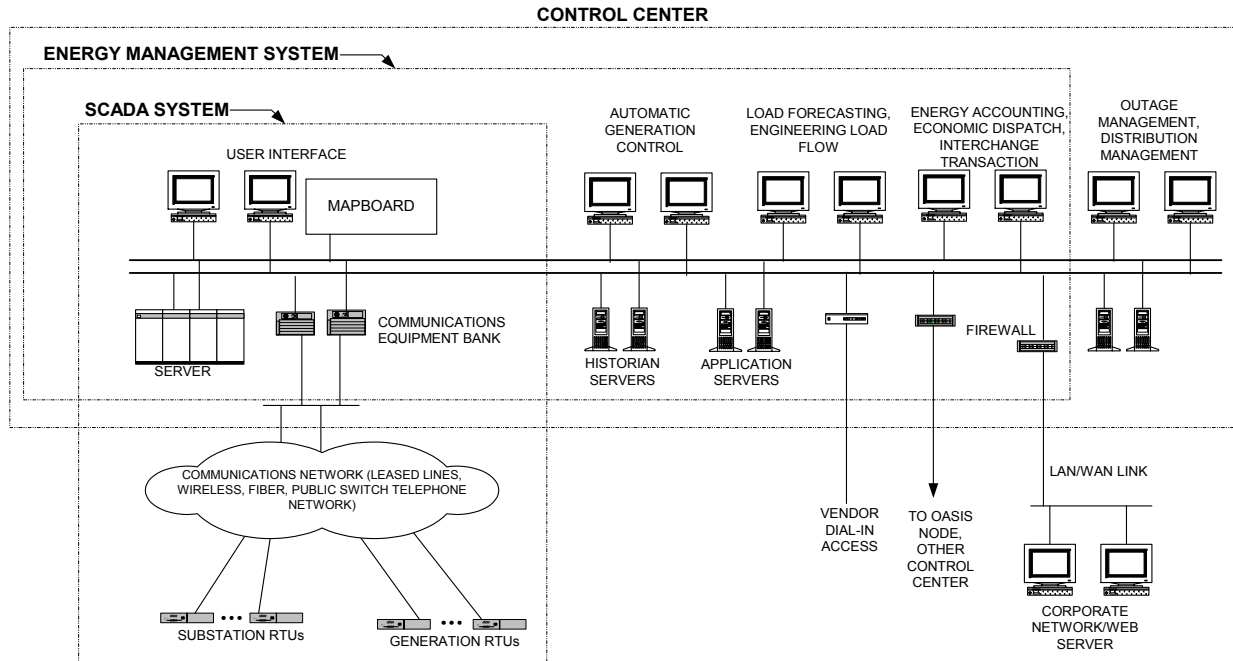 CONTROL CENTER
ENERGY MANAGEMENT SYSTEM
SCADA SYSTEM
USER INTERFACE
MAPBOARD
AUTOMATIC
GENERATION
CONTROL
LOAD FORECASTING,
ENGINEERING LOAD
FLOW
ENERGY ACCOUNTING,
ECONOMIC DISPATCH,
INTERCHANGE
TRANSACTION
OUTAGE
MANAGEMENT,
DISTRIBUTION
MANAGEMENT
SERVER
COMMUNICATIONS
EQUIPMENT BANK
HISTORIAN
SERVERS
APPLICATION
SERVERS
FIREWALL
COMMUNICATIONS NETWORK (LEASED LINES,
WIRELESS, FIBER, PUBLIC SWITCH TELEPHONE
NETWORK)
VENDOR
DIAL-IN
ACCESS
TO OASIS
NODE,
OTHER
CONTROL
CENTER
LAN/WAN LINK
CORPORATE
NETWORK/WEB
SERVER
SUBSTATION RTUs
GENERATION RTUs